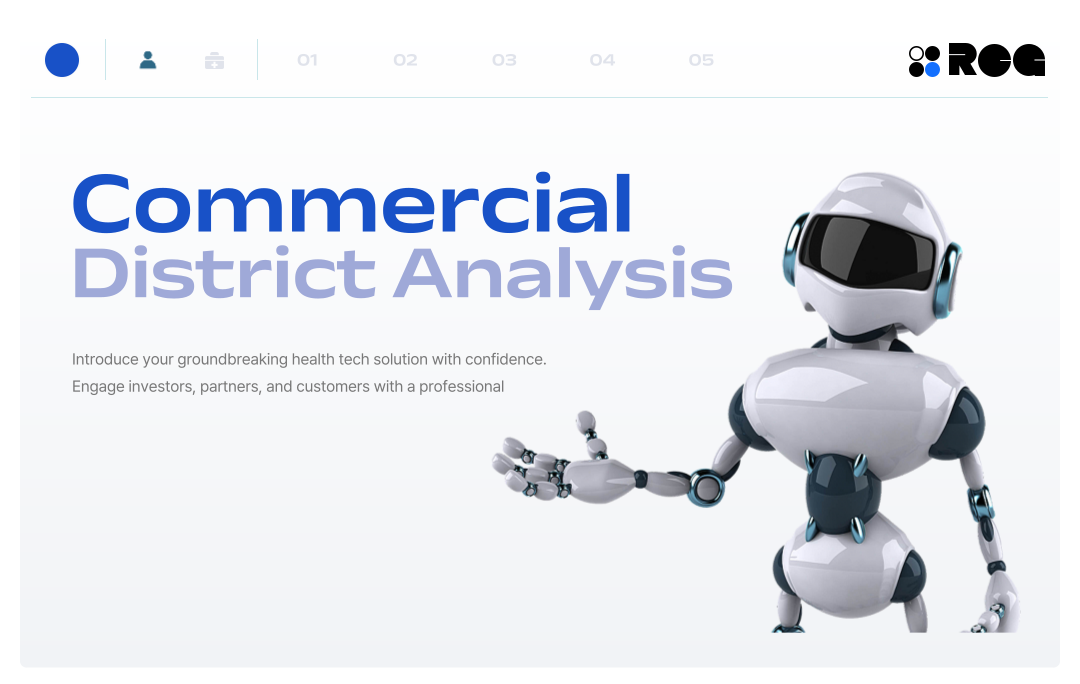 01 02 03 04 05
RCG
Commercial
District Analysis
Introduce your groundbreaking health tech solution with confidence.
Engage investors, partners, and customers with a professional